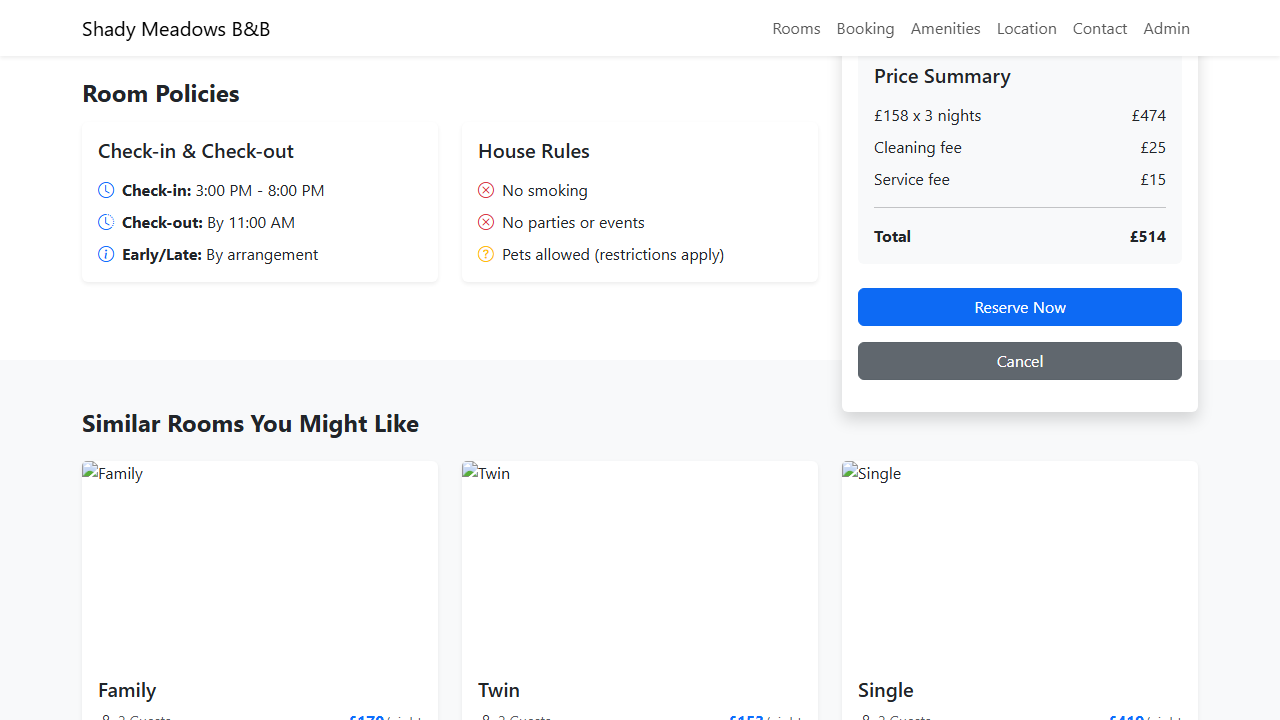 Shady Meadows B&B
Rooms Booking Amenities Location Contact Admin
Room Policies
Check-in & Check-out
Check-in: 3:00 PM - 8:00 PM
Check-out: By 11:00 AM
Early/Late: By arrangement
House Rules
No smoking
No parties or events
Pets allowed (restrictions apply)
Price Summary
£158 x 3 nights £474
Cleaning fee £25
Service fee £15
Total £514
Reserve Now
Cancel
Similar Rooms You Might Like
Family
Twin
Single
Family
Twin
Single